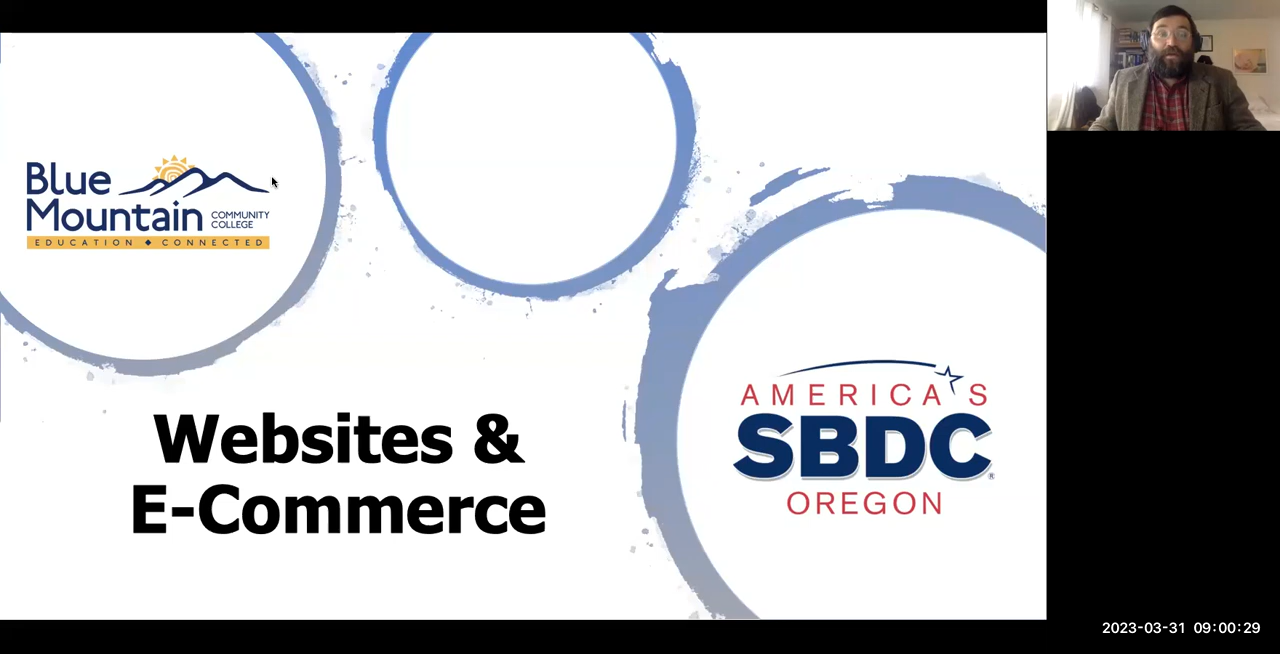 Blue
Mountain
COMMUNITY
COLLEGE
EDUCATION ◆ CONNECTED
Websites &
E-Commerce
AMERICA'S
SBDC®
OREGON
2023-03-31 09:00:29